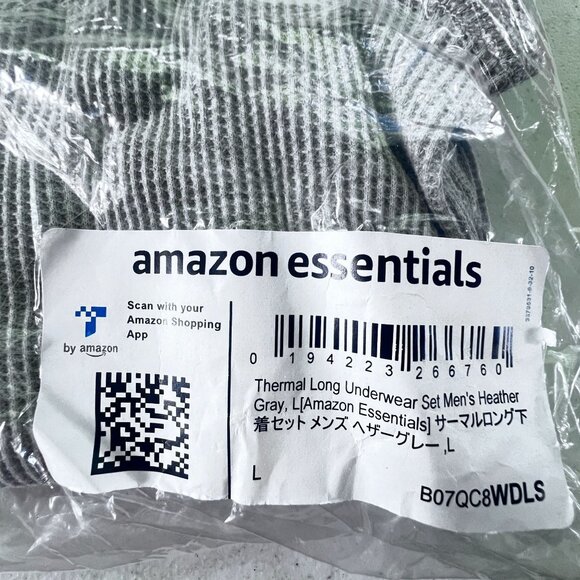 amazon essentials
Scan with your
Amazon Shopping
App
by amazon
0 194223 266760
Thermal Long Underwear Set Men's Heather
Gray, L[Amazon Essentials] サーマルロング下
着セット メンズ ヘザーグレー ,L
L
B07QC8WDLS